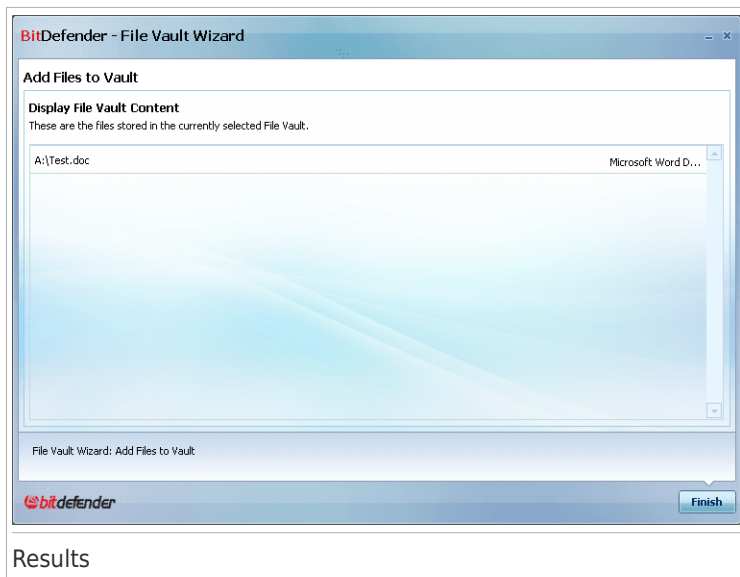 BitDefender - File Vault Wizard
Add Files to Vault
Display File Vault Content
These are the files stored in the currently selected File Vault.
A:\Test.doc Microsoft Word D...
File Vault Wizard: Add Files to Vault
bitdefender
Finish
Results